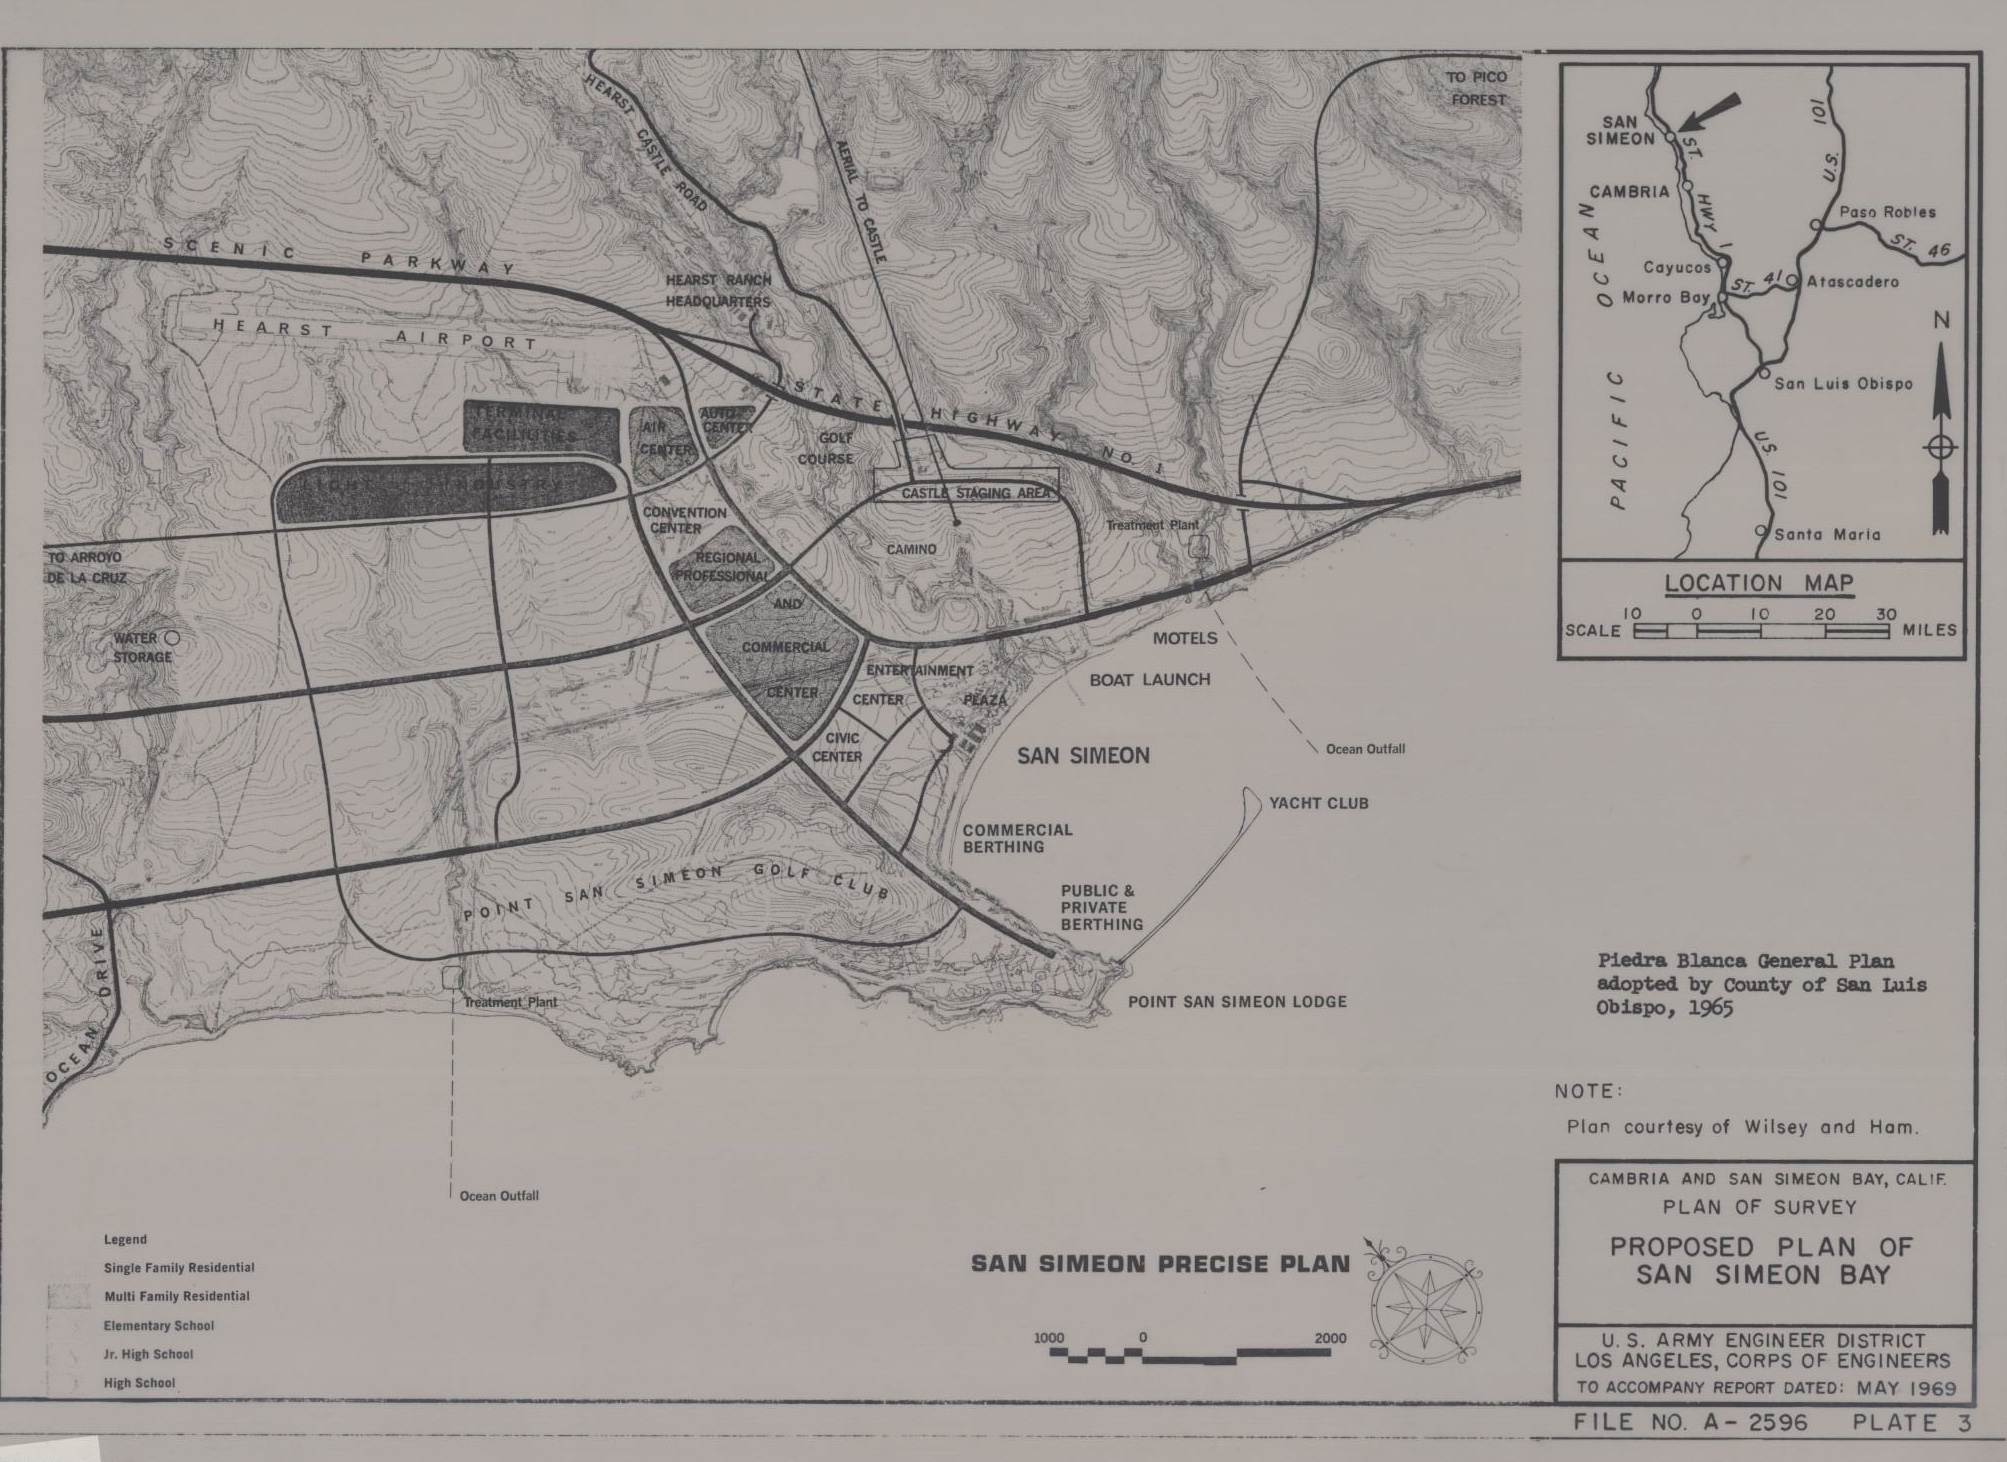 TO PICO
FOREST
HEARST CASTLE ROAD
AERIAL TO CASTLE
SCENIC PARKWAY
HEARST RANCH
HEADQUARTERS
HEARST AIRPORT
STATE HIGHWAY NO. 1
TERMINAL
FACILITIES
AIR
CENTER
AUTO
CENTER
GOLF
COURSE
LIGHT INDUSTRY
CASTLE STAGING AREA
CONVENTION
CENTER
Treatment Plant
CAMINO
TO ARROYO
DE LA CRUZ
REGIONAL
PROFESSIONAL
AND
COMMERCIAL
CENTER
WATER
STORAGE
MOTELS
BOAT LAUNCH
ENTERTAINMENT
CENTER
PLAZA
CIVIC
CENTER
SAN SIMEON
Ocean Outfall
YACHT CLUB
COMMERCIAL
BERTHING
POINT SAN SIMEON GOLF CLUB
PUBLIC &
PRIVATE
BERTHING
OCEAN DRIVE
Treatment Plant
POINT SAN SIMEON LODGE
Ocean Outfall
Legend
Single Family Residential
Multi Family Residential
Elementary School
Jr. High School
High School
SAN SIMEON PRECISE PLAN
1000 0 2000
SAN
SIMEON
ST. HWY 1
U.S. 101
CAMBRIA
Paso Robles
ST. 46
Cayucos
ST. 41
Atascadero
Morro Bay
PACIFIC OCEAN
N
San Luis Obispo
US 101
Santa Maria
LOCATION MAP
10 0 10 20 30
SCALE MILES
Piedra Blanca General Plan
adopted by County of San Luis
Obispo, 1965
NOTE:
Plan courtesy of Wilsey and Ham.
CAMBRIA AND SAN SIMEON BAY, CALIF.
PLAN OF SURVEY
PROPOSED PLAN OF
SAN SIMEON BAY
U. S. ARMY ENGINEER DISTRICT
LOS ANGELES, CORPS OF ENGINEERS
TO ACCOMPANY REPORT DATED: MAY 1969
FILE NO. A-2596 PLATE 3